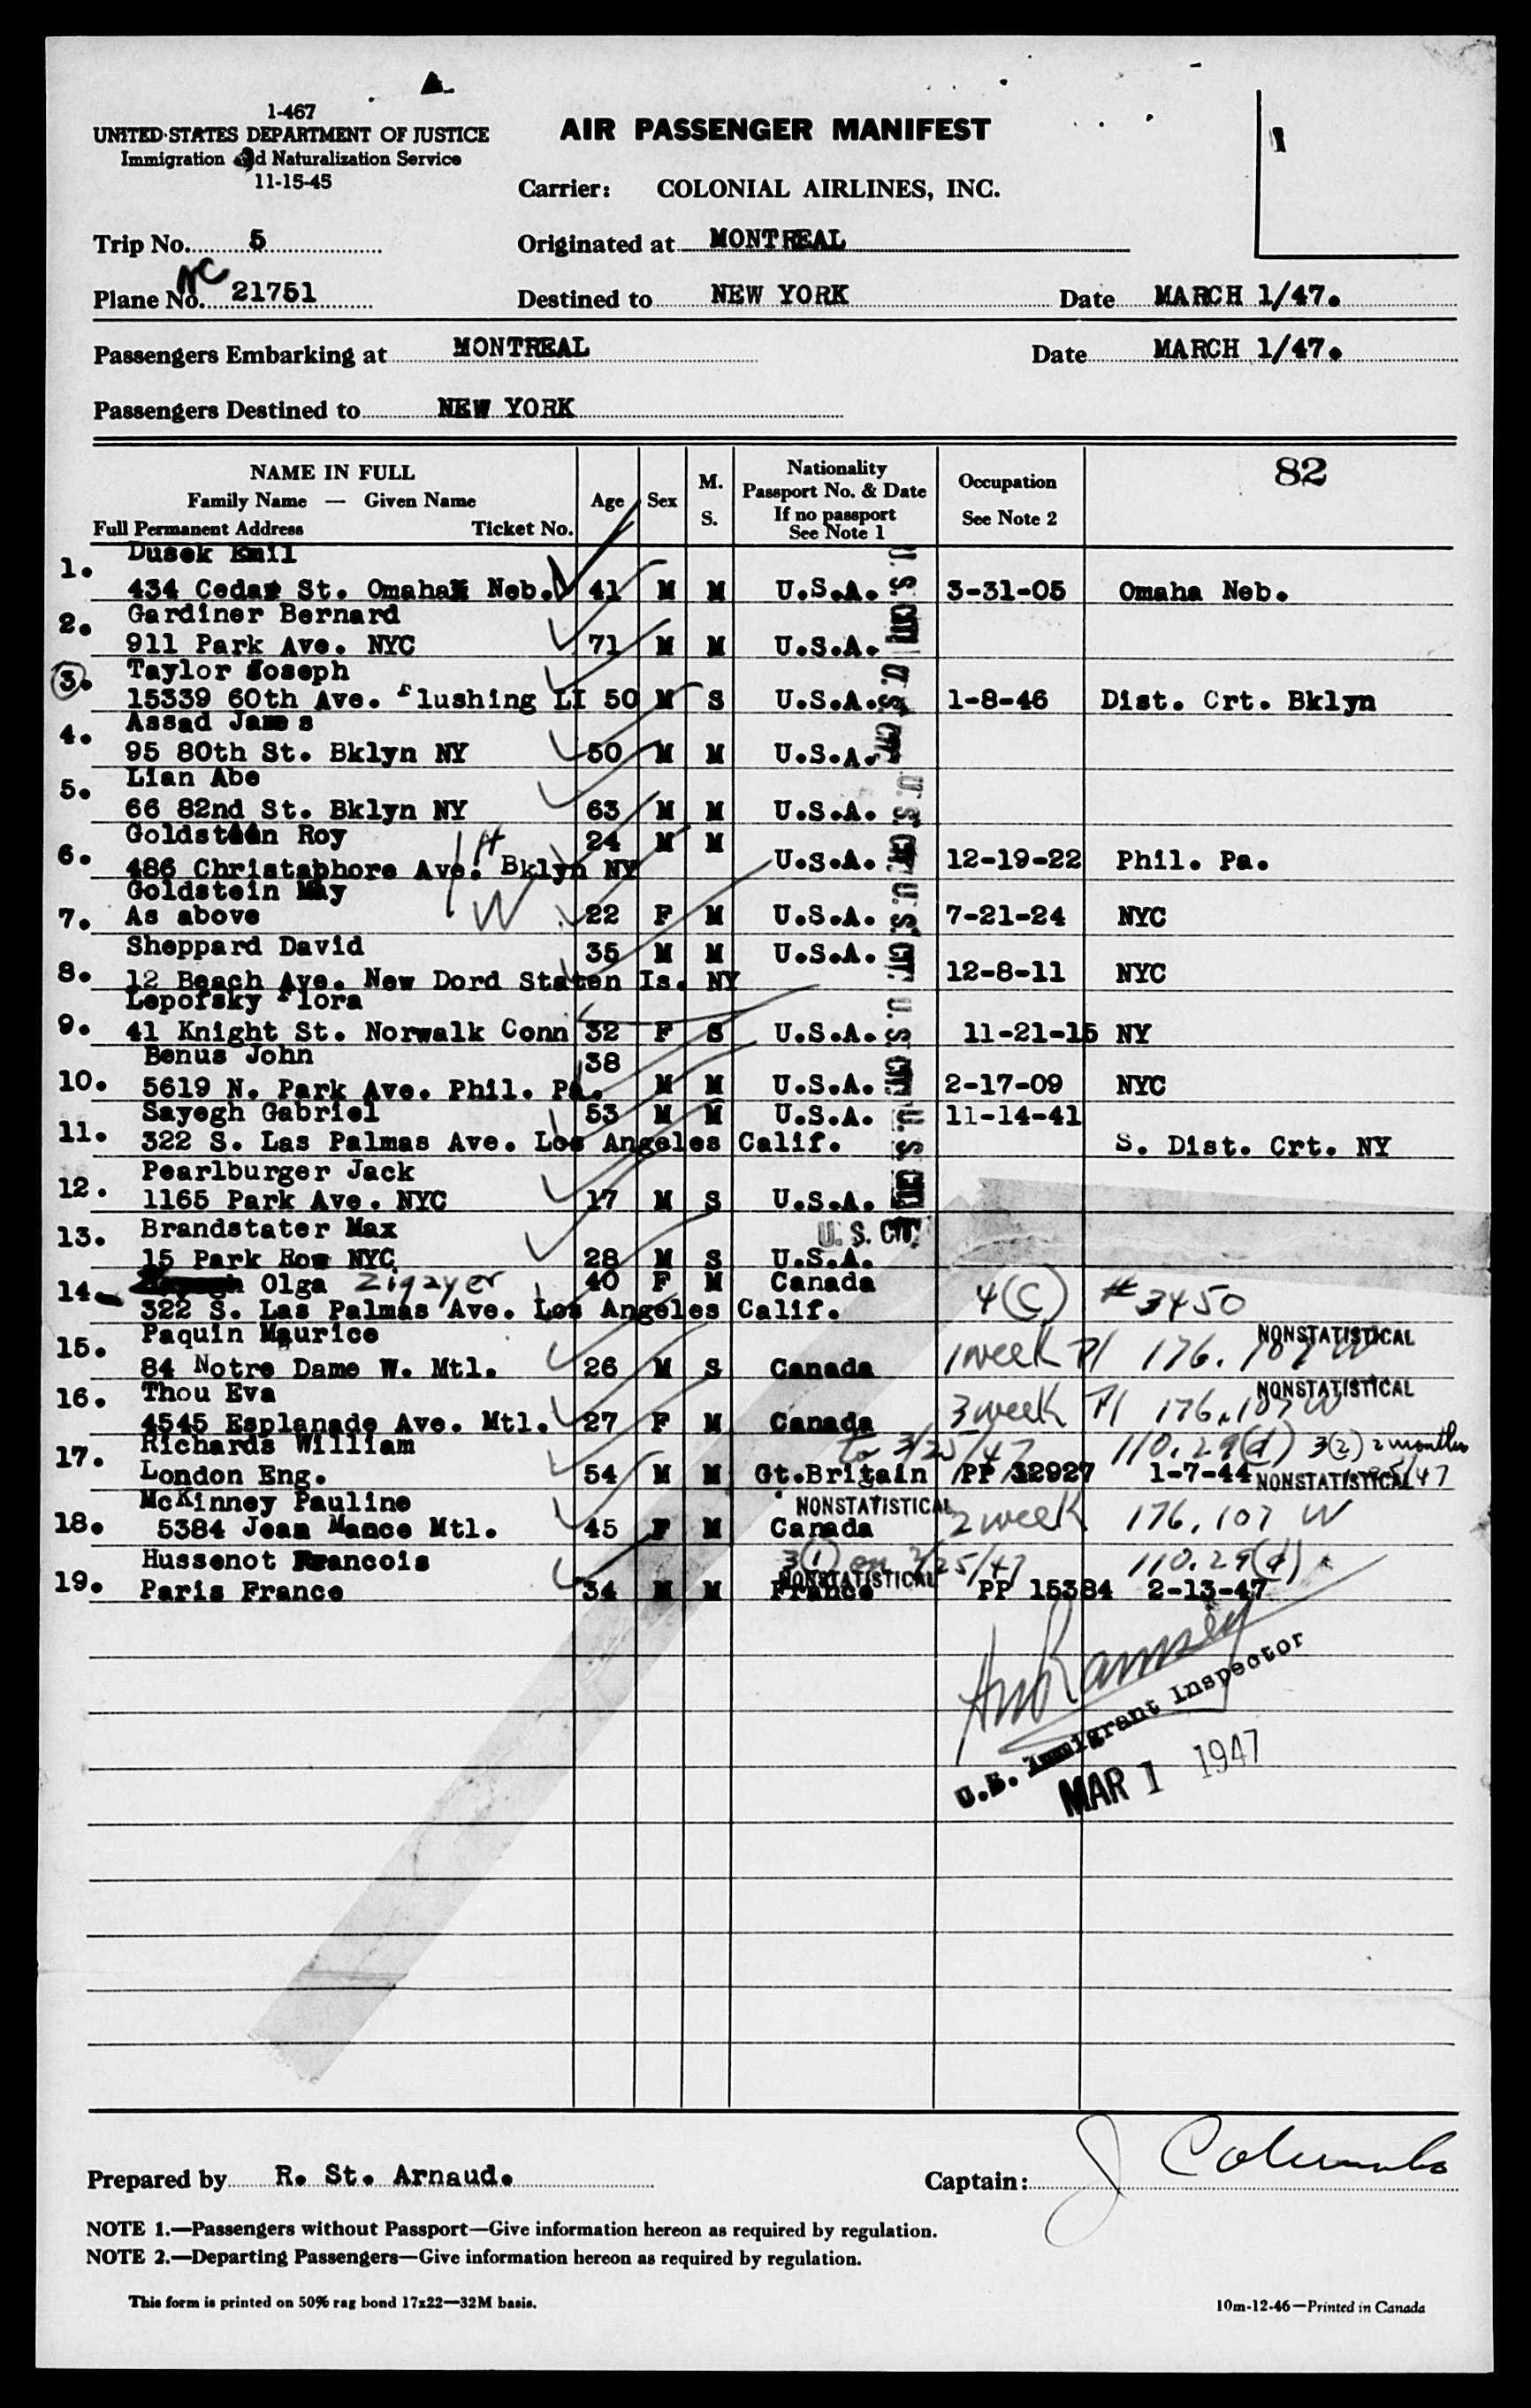 1-467
UNITED STATES DEPARTMENT OF JUSTICE
Immigration and Naturalization Service
11-15-45
AIR PASSENGER MANIFEST
Carrier: COLONIAL AIRLINES, INC.
Trip No. 5
Originated at MONTREAL
NC
Plane No. 21751
Destined to NEW YORK
Date MARCH 1/47.
Passengers Embarking at MONTREAL
Date MARCH 1/47.
Passengers Destined to NEW YORK
NAME IN FULL
Family Name — Given Name
Full Permanent Address Ticket No.
Age
Sex
M. S.
Nationality
Passport No. & Date
If no passport
See Note 1
Occupation
See Note 2
82
1. Dusek Emil
434 Cedar St. Omaha Neb. 41 M M U.S.A. 3-31-05 Omaha Neb.
2. Gardiner Bernard
911 Park Ave. NYC 71 M M U.S.A.
3. Taylor Joseph
15339 60th Ave. Flushing LI 50 M S U.S.A. 1-8-46 Dist. Crt. Bklyn
4. Assad James
95 80th St. Bklyn NY 50 M M U.S.A.
5. Lian Abe
66 82nd St. Bklyn NY 63 M M U.S.A.
6. Goldstein Roy 24 M M
H
486 Christaphore Ave. Bklyn NY U.S.A. 12-19-22 Phil. Pa.
Goldstein May
7. As above W 22 F M U.S.A. 7-21-24 NYC
Sheppard David 35 M M U.S.A.
8. 12 Beach Ave. New Dord Staten Is. NY 12-8-11 NYC
Lepofsky Flora
9. 41 Knight St. Norwalk Conn 32 F S U.S.A. 11-21-15 NY
Benus John 38
10. 5619 N. Park Ave. Phil. Pa. M M U.S.A. 2-17-09 NYC
Sayegh Gabriel 53 M M U.S.A. 11-14-41
11. 322 S. Las Palmas Ave. Los Angeles Calif. S. Dist. Crt. NY
Pearlburger Jack
12. 1165 Park Ave. NYC 17 M S U.S.A.
13. Brandstater Max
U. S. CIT.
15 Park Row NYC 28 M S U.S.A.
14. Olga Zigayer 40 F M Canada 4(C) #3450
322 S. Las Palmas Ave. Los Angeles Calif.
15. Paquin Maurice NONSTATISTICAL
84 Notre Dame W. Mtl. 26 M S Canada 1 week Pl 176.107 W
16. Thou Eva NONSTATISTICAL
4545 Esplanade Ave. Mtl. 27 F M Canada 3 week Pl 176.107 W
17. Richards William to 3/25/47 110.29(d) 3(2) 2 months
London Eng. 54 M M Gt.Britain PP 32927 1-7-44 NONSTATISTICAL
McKinney Pauline NONSTATISTICAL
18. 5384 Jean Mance Mtl. 45 F M Canada 2 week 176.107 W
Hussenot Francois 3(1) on 3/25/47 110.29(d)
NONSTATISTICAL
19. Paris France 34 M M France PP 15384 2-13-47
U.S. Immigrant Inspector
MAR 1 1947
Prepared by R. St. Arnaud.
Captain: J
NOTE 1.—Passengers without Passport—Give information hereon as required by regulation.
NOTE 2.—Departing Passengers—Give information hereon as required by regulation.
This form is printed on 50% rag bond 17x22—32M basis.
10m-12-46—Printed in Canada